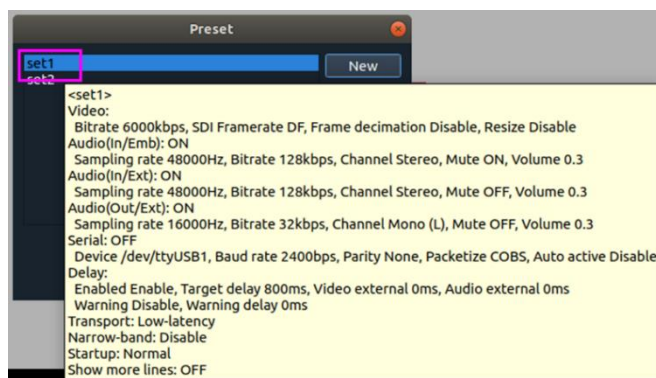 Preset
set1
New
set2
<set1>
Video:
Bitrate 6000kbps, SDI Framerate DF, Frame decimation Disable, Resize Disable
Audio(In/Emb): ON
Sampling rate 48000Hz, Bitrate 128kbps, Channel Stereo, Mute ON, Volume 0.3
Audio(In/Ext): ON
Sampling rate 48000Hz, Bitrate 128kbps, Channel Stereo, Mute OFF, Volume 0.3
Audio(Out/Ext): ON
Sampling rate 16000Hz, Bitrate 32kbps, Channel Mono (L), Mute OFF, Volume 0.3
Serial: OFF
Device /dev/ttyUSB1, Baud rate 2400bps, Parity None, Packetize COBS, Auto active Disable
Delay:
Enabled Enable, Target delay 800ms, Video external 0ms, Audio external 0ms
Warning Disable, Warning delay 0ms
Transport: Low-latency
Narrow-band: Disable
Startup: Normal
Show more lines: OFF